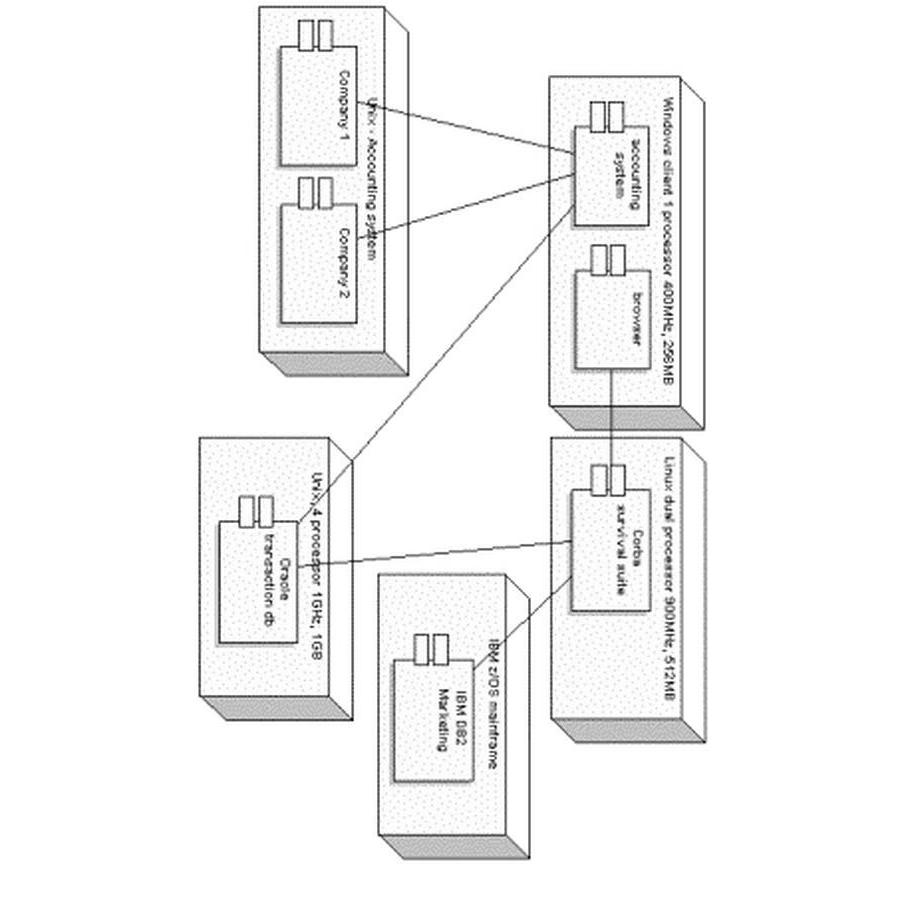 Windows client 1 processor 400MHz, 256MB
accounting
system
browser
Linux dual processor 900MHz, 512MB
Corba
survival suite
Unix - Accounting system
Company 1
Company 2
IBM z/OS mainframe
IBM DB2
Marketing
Unix, 4 processor 1GHz, 1GB
Oracle
transaction db